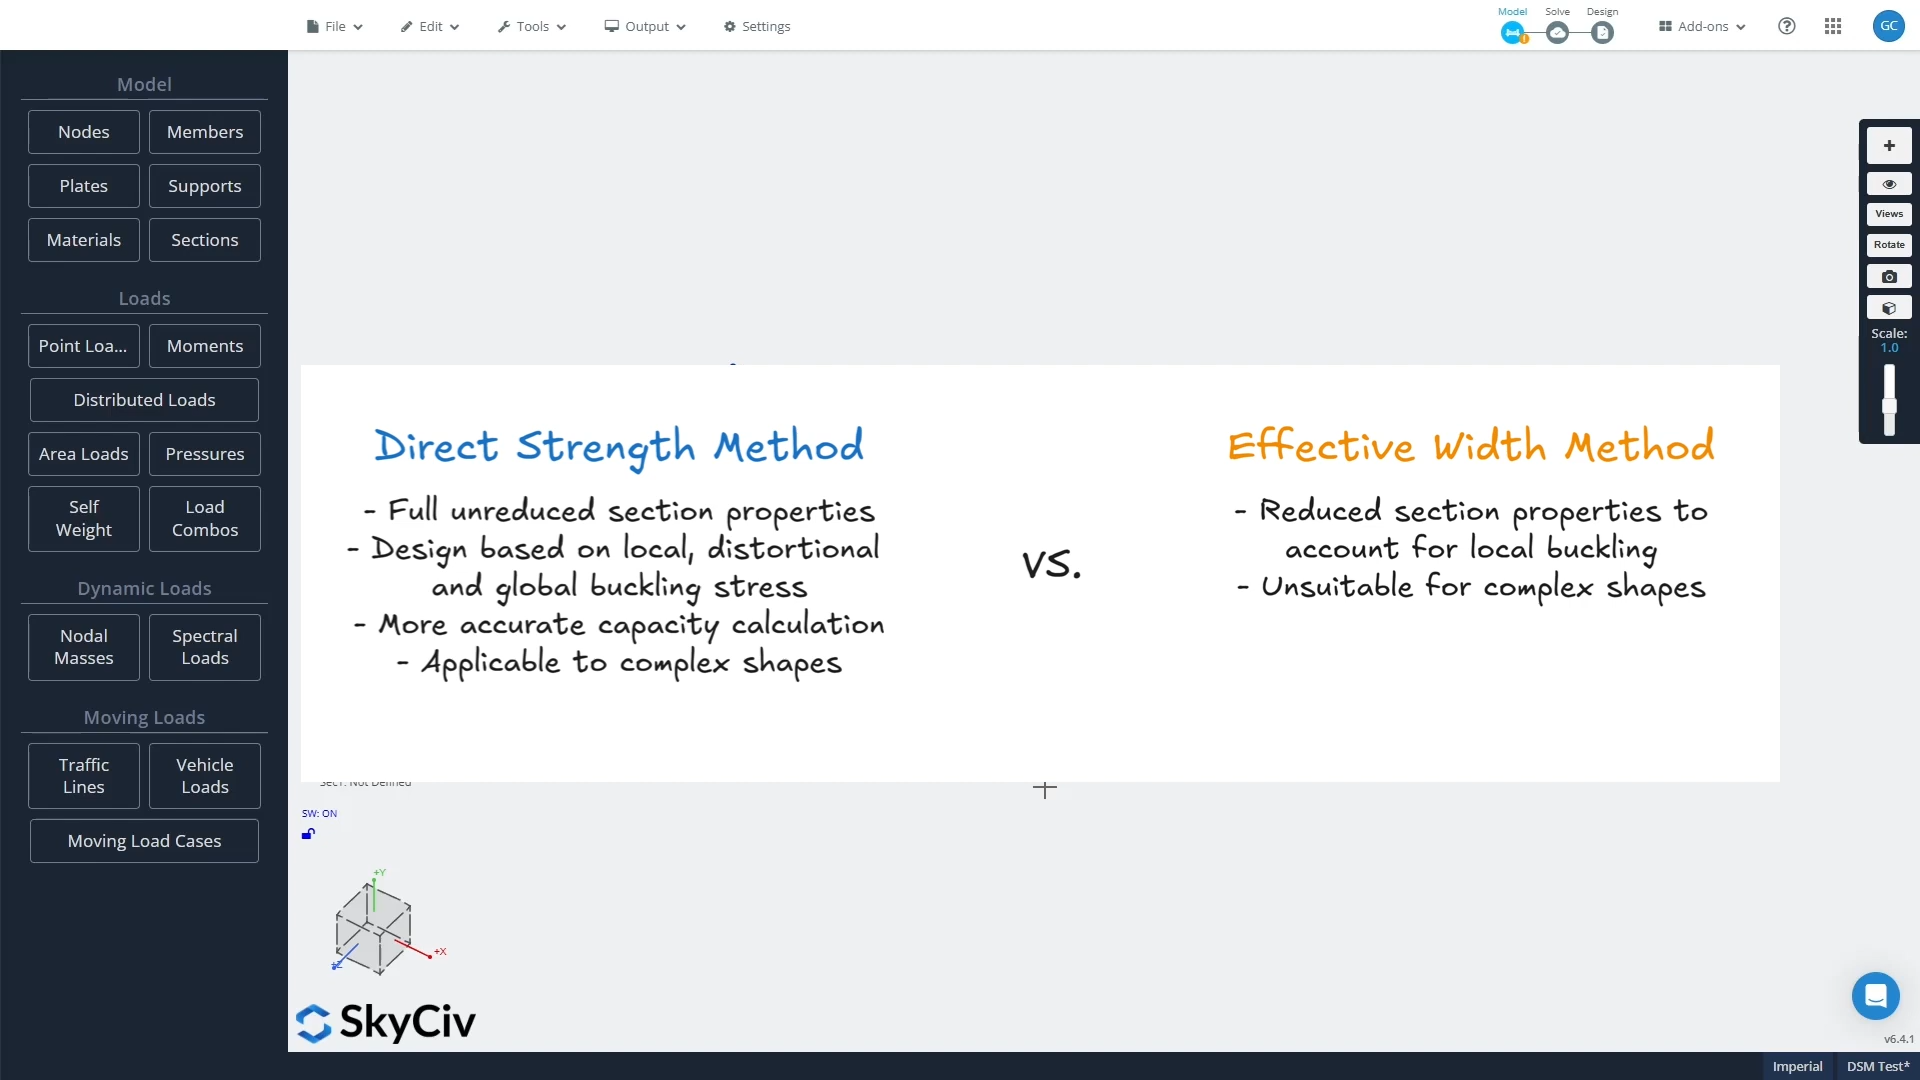 File
Edit
Tools
Output
Settings
Model
Solve
Design
Add-ons
GC
Model
Nodes
Members
Plates
Supports
Materials
Sections
Loads
Point Loa...
Moments
Distributed Loads
Area Loads
Pressures
Self
Weight
Load
Combos
Dynamic Loads
Nodal
Masses
Spectral
Loads
Moving Loads
Traffic
Lines
Vehicle
Loads
Moving Load Cases
Direct Strength Method
- Full unreduced section properties
- Design based on local, distortional
and global buckling stress
- More accurate capacity calculation
- Applicable to complex shapes
vs.
Effective Width Method
- Reduced section properties to
account for local buckling
- Unsuitable for complex shapes
Views
Rotate
Scale:
1.0
Sec1: Not Defined
SW: ON
+Y
+X
+Z
SkyCiv
v6.4.1
Imperial
DSM Test*